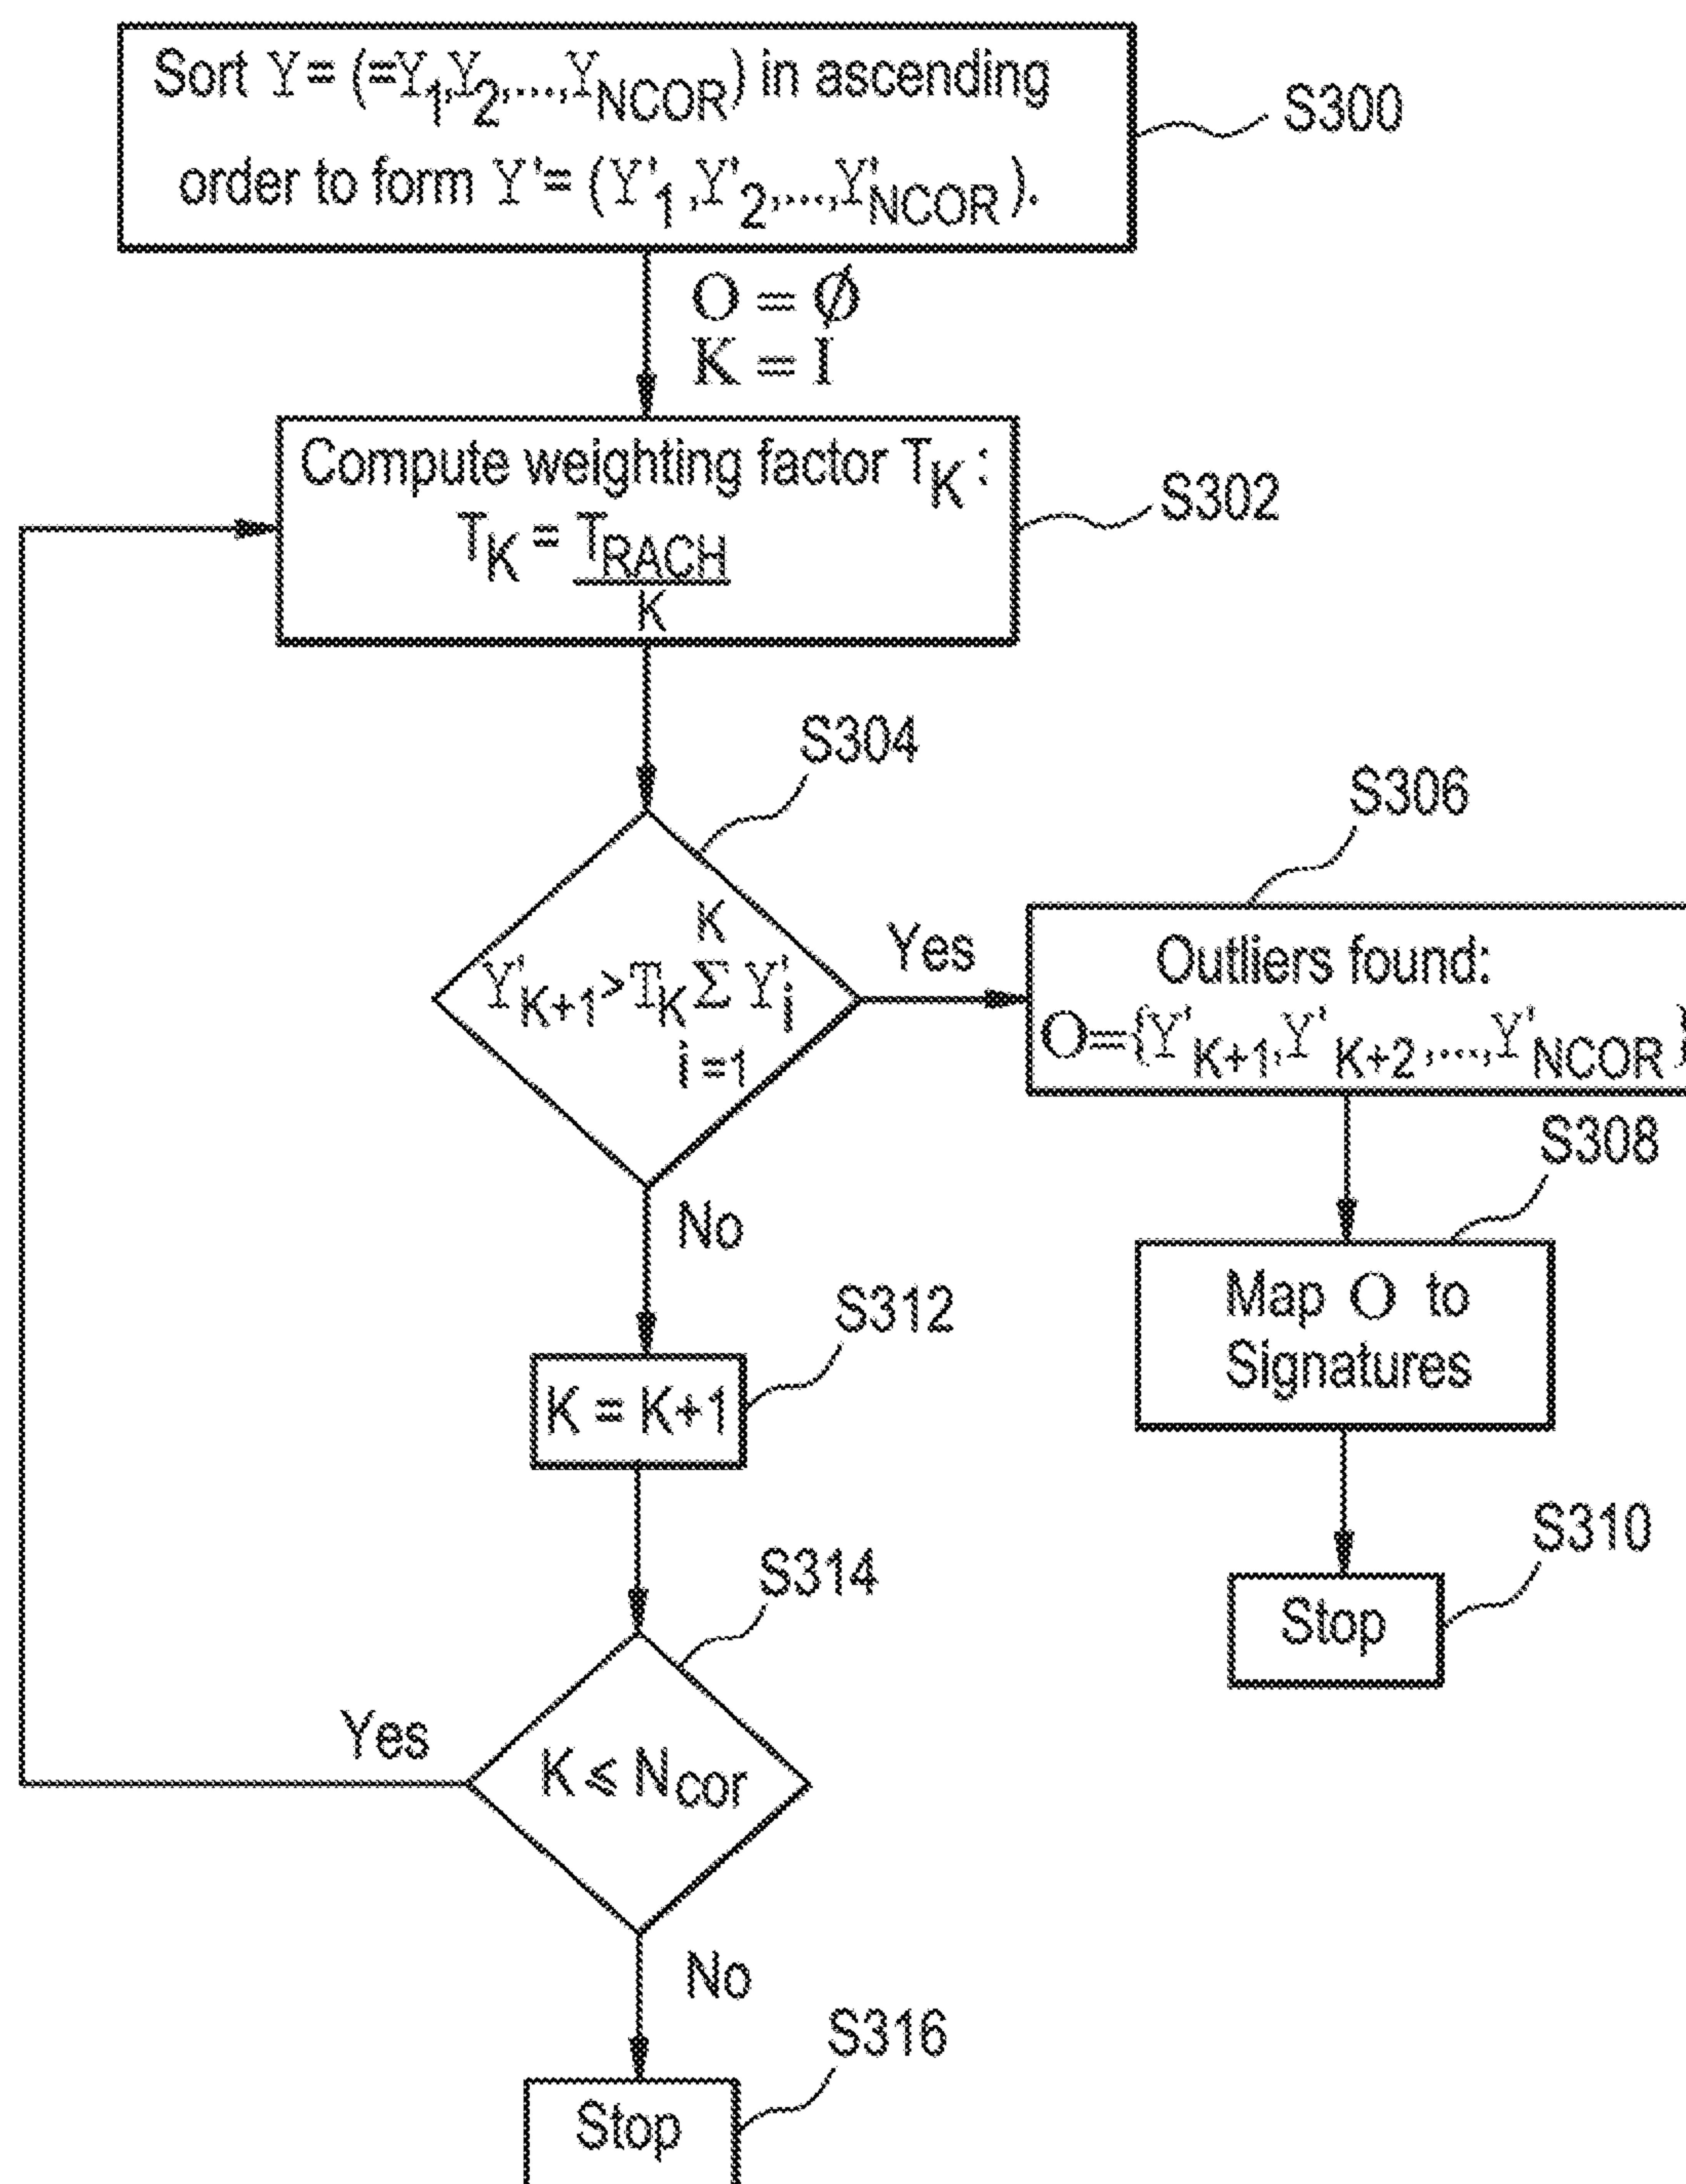 Sort Y = (=Y1,Y2,...,YNCOR) in ascending
order to form Y'= (Y'1,Y'2,...,Y'NCOR).
S300
O = Ø
K = I
Compute weighting factor TK:
TK = TRACH
K
S302
S304
K
Y'K+1 > TK Σ Y'i
i =1
Yes
S306
Outliers found:
O={Y'K+1,Y'K+2,...,Y'NCOR}
S308
No
Map O to
Signatures
S312
K = K+1
S310
Stop
S314
Yes
K ≤ Ncor
No
S316
Stop